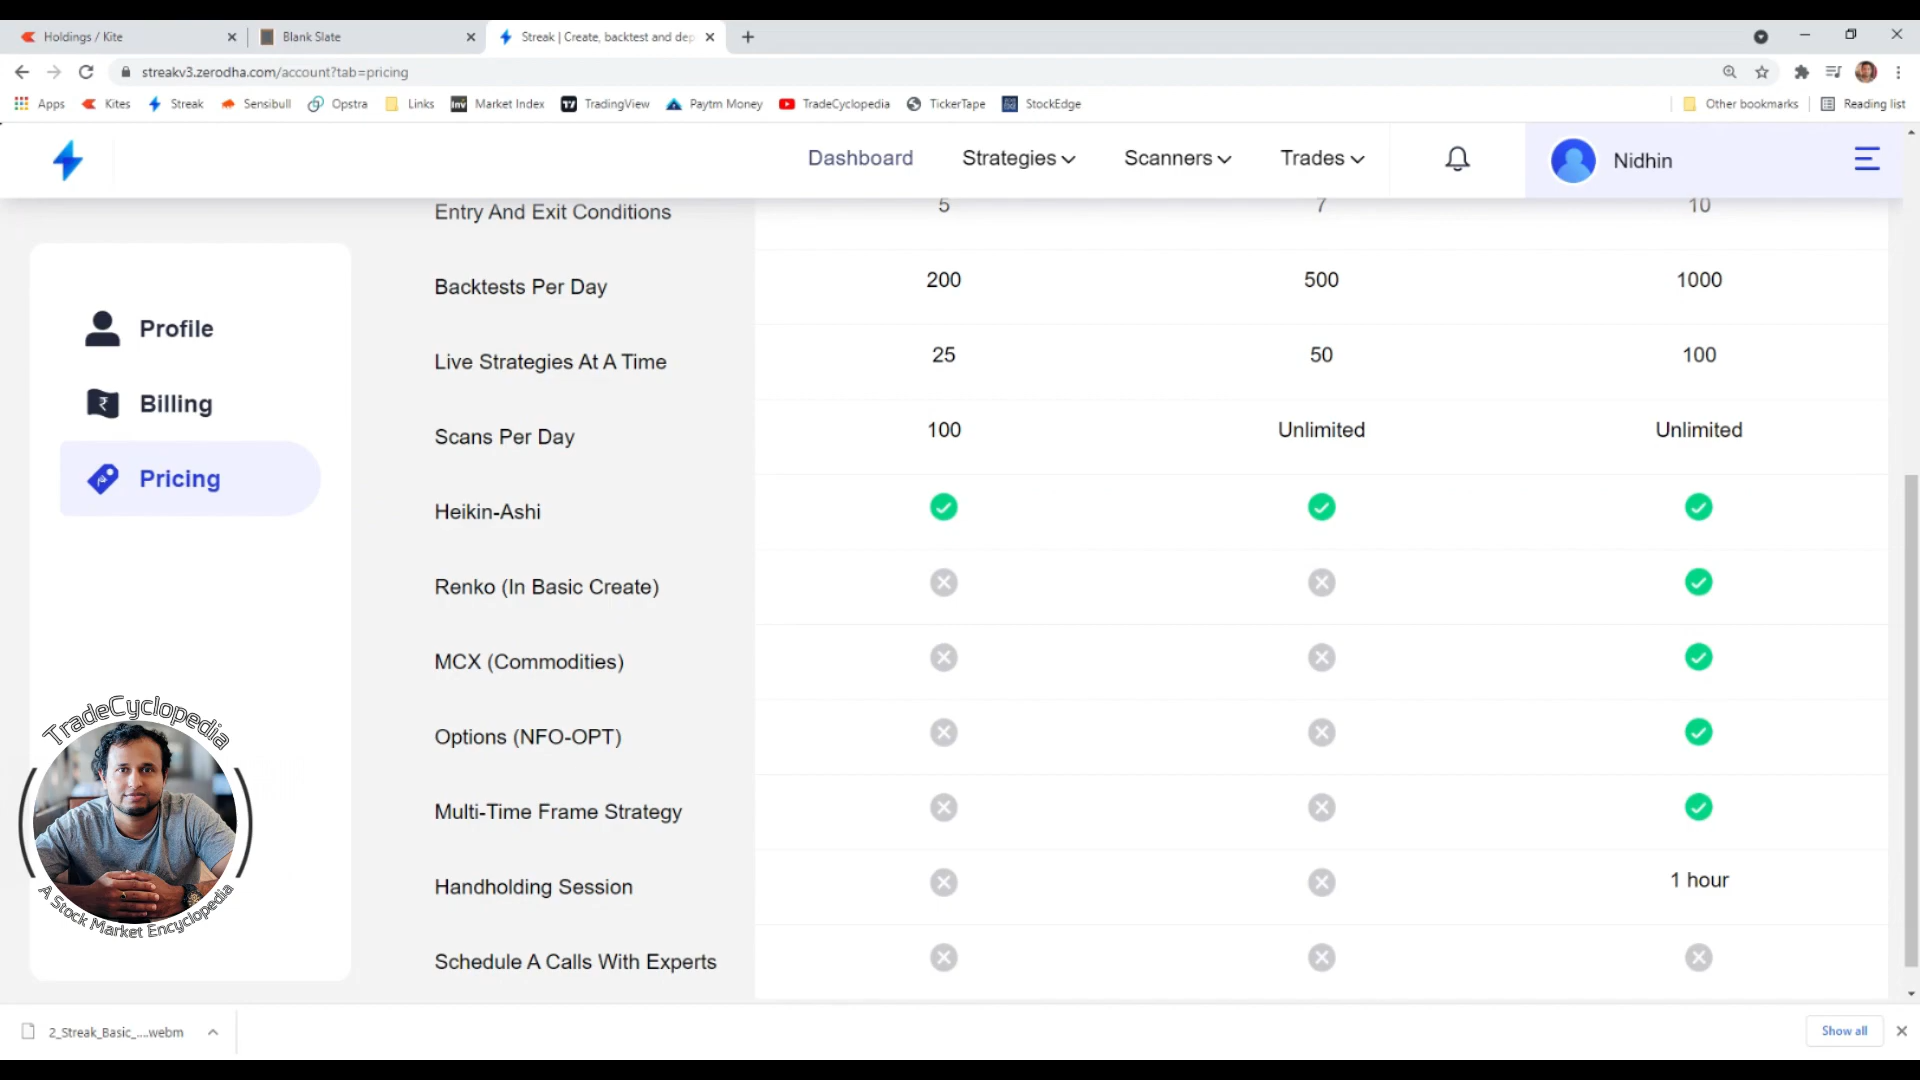 Holdings / Kite
Blank Slate
Streak | Create, backtest and dep
streakv3.zerodha.com/account?tab=pricing
Apps Kites Streak Sensibull Opstra Links Market Index TradingView Paytm Money TradeCyclopedia TickerTape StockEdge Other bookmarks Reading list
Dashboard Strategies Scanners Trades Nidhin
Entry And Exit Conditions 5 7 10
Backtests Per Day 200 500 1000
Live Strategies At A Time 25 50 100
Scans Per Day 100 Unlimited Unlimited
Heikin-Ashi
Renko (In Basic Create)
MCX (Commodities)
Options (NFO-OPT)
Multi-Time Frame Strategy
Handholding Session 1 hour
Schedule A Calls With Experts
Profile
Billing
Pricing
TradeCyclopedia
A Stock Market Encyclopedia
2_Streak_Basic_....webm
Show all